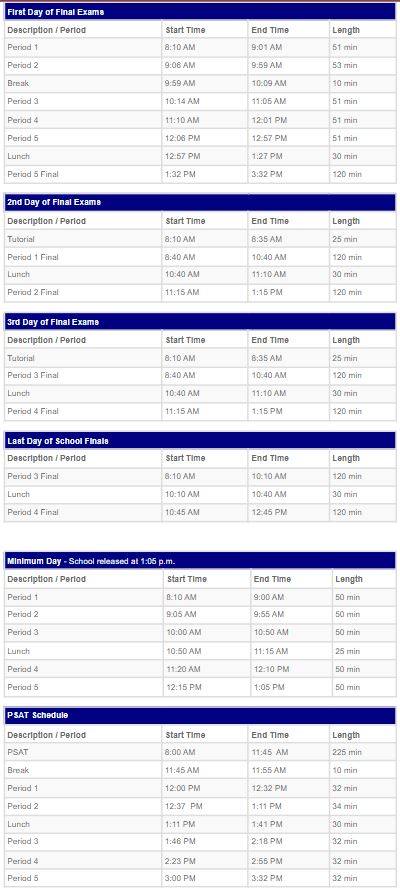 First Day of Final Exams
Description / Period Start Time End Time Length
Period 1 8:10 AM 9:01 AM 51 min
Period 2 9:06 AM 9:59 AM 53 min
Break 9:59 AM 10:09 AM 10 min
Period 3 10:14 AM 11:05 AM 51 min
Period 4 11:10 AM 12:01 PM 51 min
Period 5 12:06 PM 12:57 PM 51 min
Lunch 12:57 PM 1:27 PM 30 min
Period 5 Final 1:32 PM 3:32 PM 120 min
2nd Day of Final Exams
Description / Period Start Time End Time Length
Tutorial 8:10 AM 8:35 AM 25 min
Period 1 Final 8:40 AM 10:40 AM 120 min
Lunch 10:40 AM 11:10 AM 30 min
Period 2 Final 11:15 AM 1:15 PM 120 min
3rd Day of Final Exams
Description / Period Start Time End Time Length
Tutorial 8:10 AM 8:35 AM 25 min
Period 3 Final 8:40 AM 10:40 AM 120 min
Lunch 10:40 AM 11:10 AM 30 min
Period 4 Final 11:15 AM 1:15 PM 120 min
Last Day of School Finals
Description / Period Start Time End Time Length
Period 3 Final 8:10 AM 10:10 AM 120 min
Lunch 10:10 AM 10:40 AM 30 min
Period 4 Final 10:45 AM 12:45 PM 120 min
Minimum Day - School released at 1:05 p.m.
Description / Period Start Time End Time Length
Period 1 8:10 AM 9:00 AM 50 min
Period 2 9:05 AM 9:55 AM 50 min
Period 3 10:00 AM 10:50 AM 50 min
Lunch 10:50 AM 11:15 AM 25 min
Period 4 11:20 AM 12:10 PM 50 min
Period 5 12:15 PM 1:05 PM 50 min
PSAT Schedule
Description / Period Start Time End Time Length
PSAT 8:00 AM 11:45 AM 225 min
Break 11:45 AM 11:55 AM 10 min
Period 1 12:00 PM 12:32 PM 32 min
Period 2 12:37 PM 1:11 PM 34 min
Lunch 1:11 PM 1:41 PM 30 min
Period 3 1:46 PM 2:18 PM 32 min
Period 4 2:23 PM 2:55 PM 32 min
Period 5 3:00 PM 3:32 PM 32 min